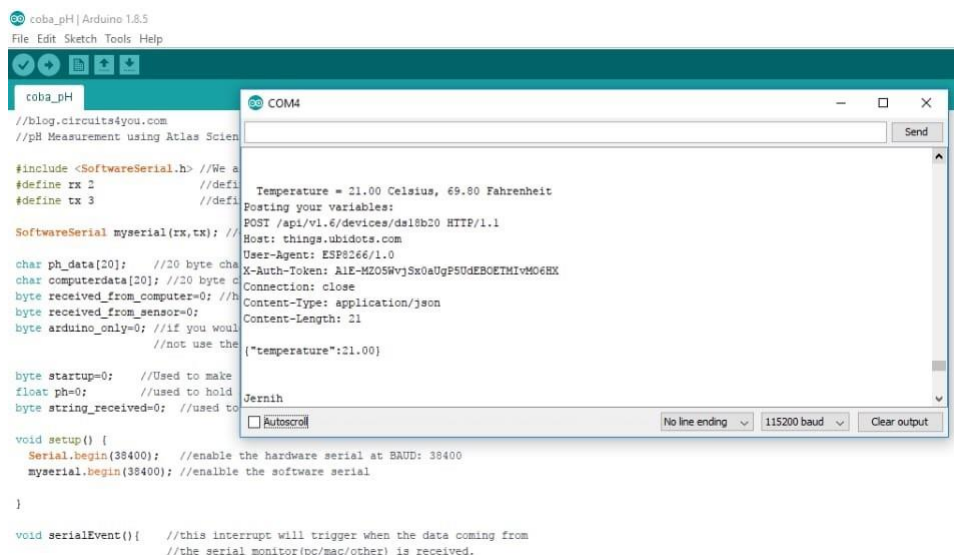 coba_pH | Arduino 1.8.5
File Edit Sketch Tools Help
coba_pH
//blog.circuits4you.com
//pH Measurement using Atlas Scien
#include <SoftwareSerial.h> //We a
#define rx 2 //defi
#define tx 3 //defi
SoftwareSerial myserial(rx,tx); //
char ph_data[20]; //20 byte cha
char computerdata[20]; //20 byte c
byte received_from_computer=0; //h
byte received_from_sensor=0;
byte arduino_only=0; //if you woul
//not use the
byte startup=0; //Used to make
float ph=0; //used to hold
byte string_received=0; //used to
void setup() {
Serial.begin(38400); //enable the hardware serial at BAUD: 38400
myserial.begin(38400); //enalble the software serial
}
void serialEvent(){ //this interrupt will trigger when the data coming from
//the serial monitor(pc/mac/other) is received.
COM4
Send
Temperature = 21.00 Celsius, 69.80 Fahrenheit
Posting your variables:
POST /api/v1.6/devices/ds18b20 HTTP/1.1
Host: things.ubidots.com
User-Agent: ESP8266/1.0
X-Auth-Token:
Connection: close
Content-Type: application/json
Content-Length: 21
{"temperature":21.00}
Jernih
Autoscroll
No line ending
115200 baud
Clear output